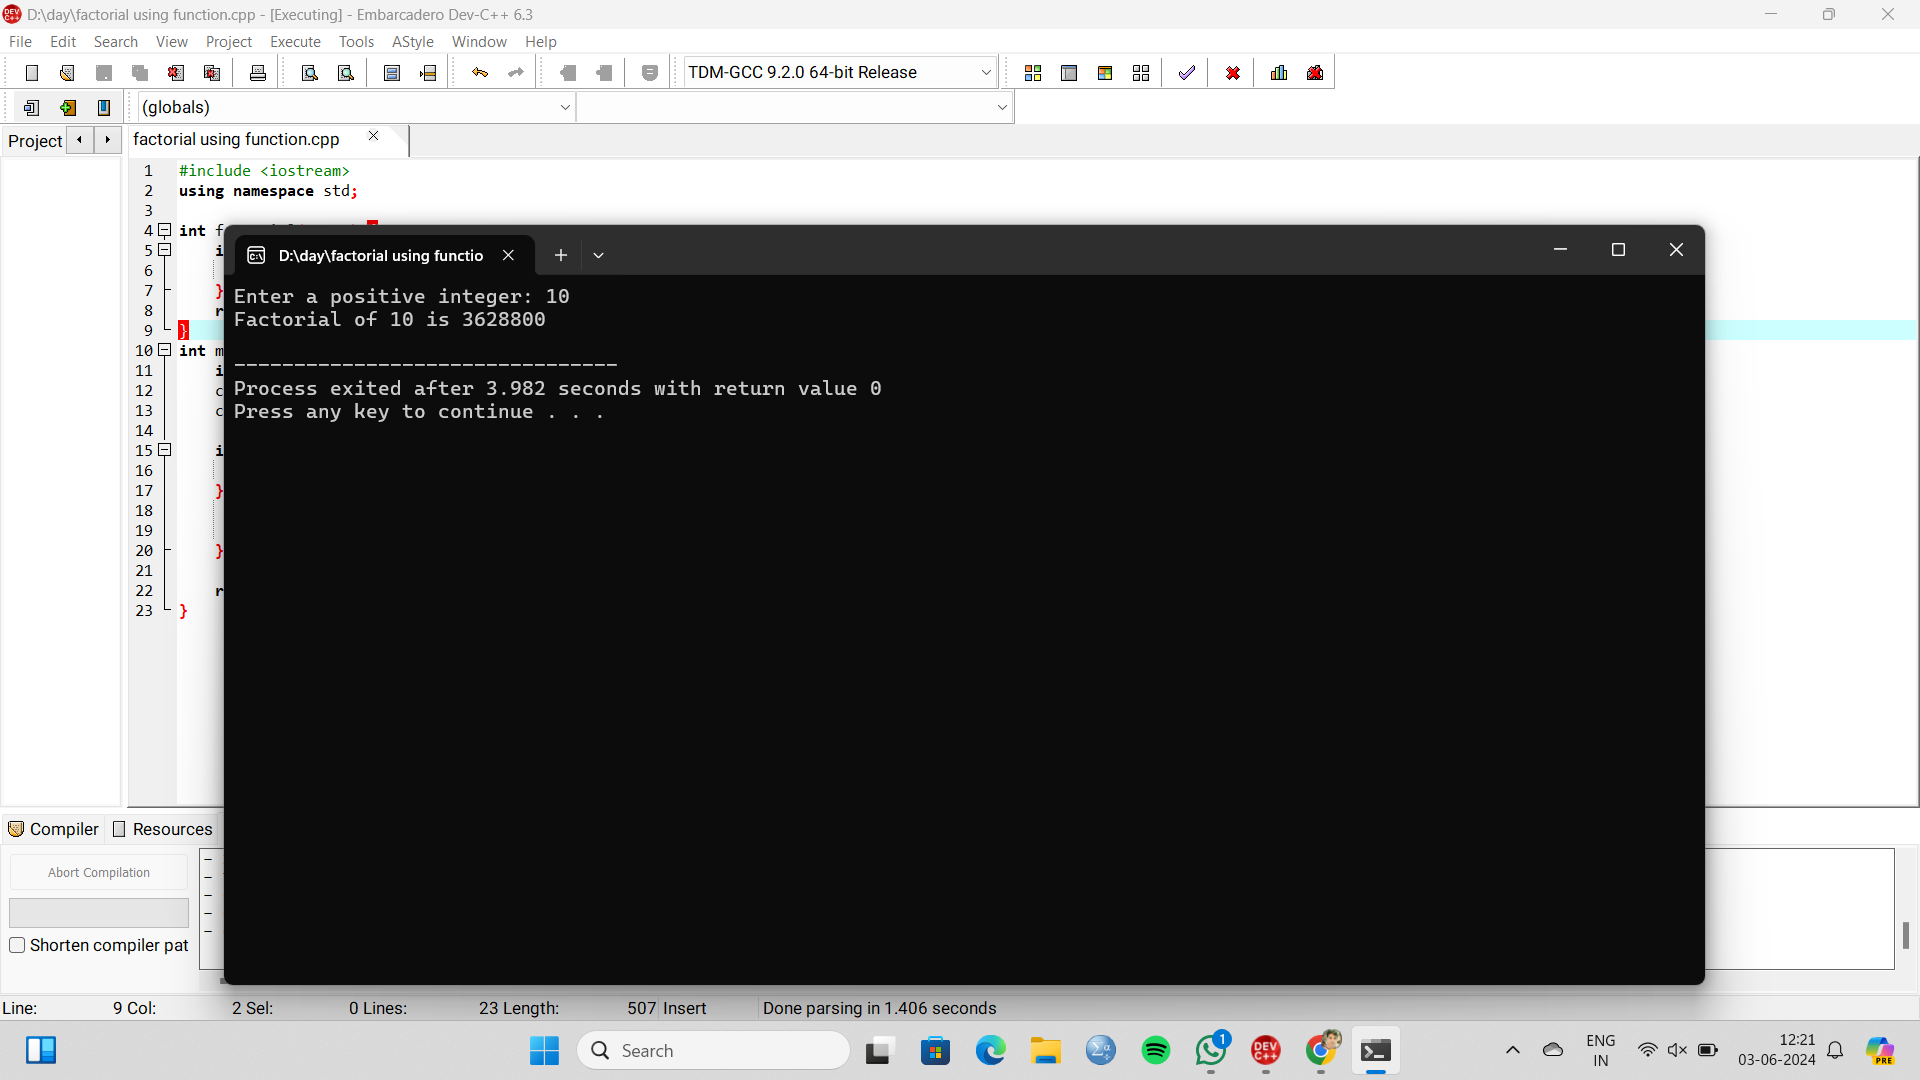 D:\day\factorial using function.cpp - [Executing] - Embarcadero Dev-C++ 6.3
File Edit Search View Project Execute Tools AStyle Window Help
TDM-GCC 9.2.0 64-bit Release
(globals)
Project
factorial using function.cpp
1 #include <iostream>
2 using namespace std;
3
4 int f
5 i
6
7 }
8 r
9 }
10 int m
11 i
12 c
13 c
14
15 i
16
17 }
18
19
20 }
21
22 r
23 }
D:\day\factorial using functio
Enter a positive integer: 10
Factorial of 10 is 3628800
--------------------------------
Process exited after 3.982 seconds with return value 0
Press any key to continue . . .
Compiler Resources
Abort Compilation
Shorten compiler pat
Line: 9 Col: 2 Sel: 0 Lines: 23 Length: 507 Insert Done parsing in 1.406 seconds
Search
1
DEV C++
ENG
IN
12:21
03-06-2024
PRE